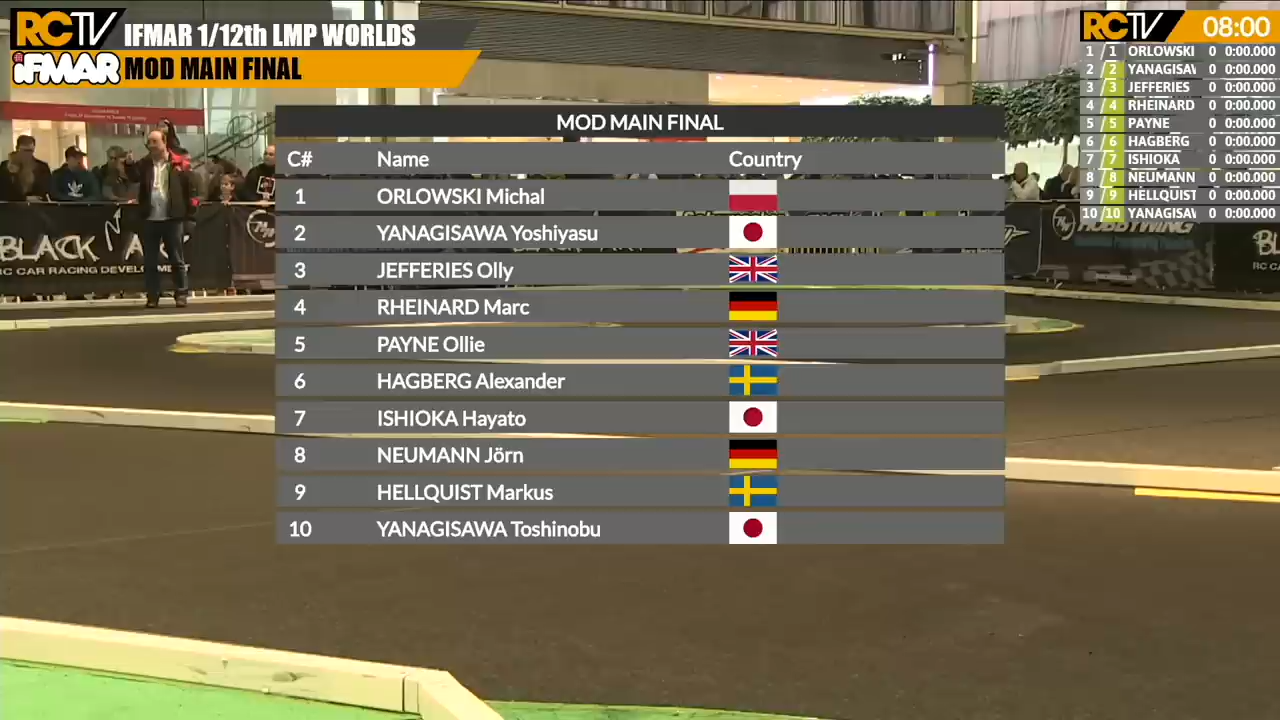 RCTV
IFMAR 1/12th LMP WORLDS
iFMAR
MOD MAIN FINAL
RCTV 08:00
1 / 1 ORLOWSKI 0 0:00.000
2 / 2 YANAGISAW 0 0:00.000
3 / 3 JEFFERIES 0 0:00.000
4 / 4 RHEINARD 0 0:00.000
5 / 5 PAYNE 0 0:00.000
6 / 6 HAGBERG 0 0:00.000
7 / 7 ISHIOKA 0 0:00.000
8 / 8 NEUMANN 0 0:00.000
9 / 9 HELLQUIST 0 0:00.000
10 / 10 YANAGISAW 0 0:00.000
MOD MAIN FINAL
C# Name Country
1 ORLOWSKI Michal
2 YANAGISAWA Yoshiyasu
3 JEFFERIES Olly
4 RHEINARD Marc
5 PAYNE Ollie
6 HAGBERG Alexander
7 ISHIOKA Hayato
8 NEUMANN Jörn
9 HELLQUIST Markus
10 YANAGISAWA Toshinobu
BLACK
RC CAR RACING
HOBBYWING
RC CAR RACING DEV